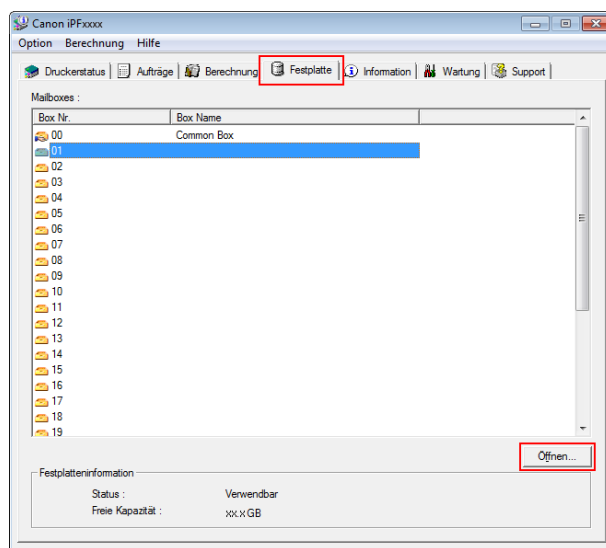 Canon iPFxxxx
Option Berechnung Hilfe
Druckerstatus Aufträge Berechnung Festplatte Information Wartung Support
Mailboxes :
Box Nr. Box Name
00 Common Box
01
02
03
04
05
06
07
08
09
10
11
12
13
14
15
16
17
18
19
Öffnen...
Festplatteninformation
Status : Verwendbar
Freie Kapazität : xx.x GB